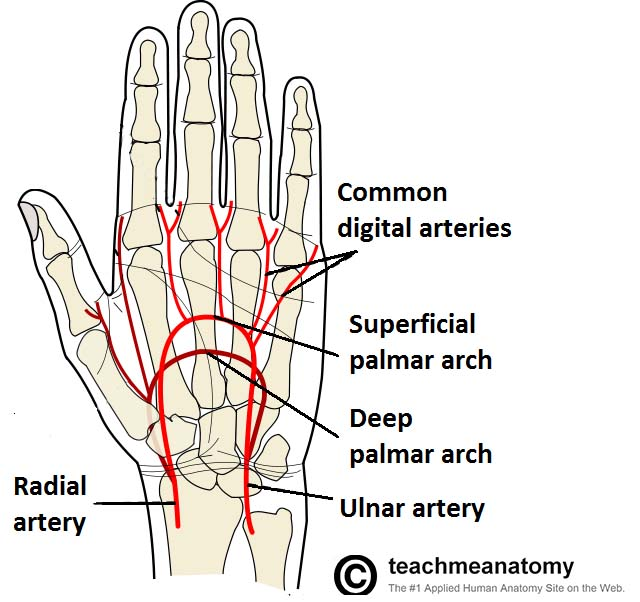 Common
digital arteries
Superficial
palmar arch
Deep
palmar arch
Radial
artery
Ulnar artery
© teachmeanatomy
The #1 Applied Human Anatomy Site on the Web.